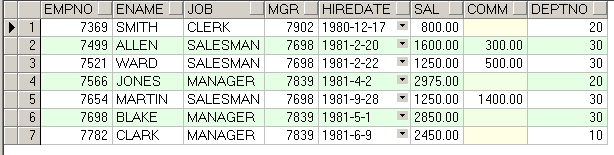 EMPNO ENAME JOB MGR HIREDATE SAL COMM DEPTNO
1 7369 SMITH CLERK 7902 1980-12-17 800.00 20
2 7499 ALLEN SALESMAN 7698 1981-2-20 1600.00 300.00 30
3 7521 WARD SALESMAN 7698 1981-2-22 1250.00 500.00 30
4 7566 JONES MANAGER 7839 1981-4-2 2975.00 20
5 7654 MARTIN SALESMAN 7698 1981-9-28 1250.00 1400.00 30
6 7698 BLAKE MANAGER 7839 1981-5-1 2850.00 30
7 7782 CLARK MANAGER 7839 1981-6-9 2450.00 10